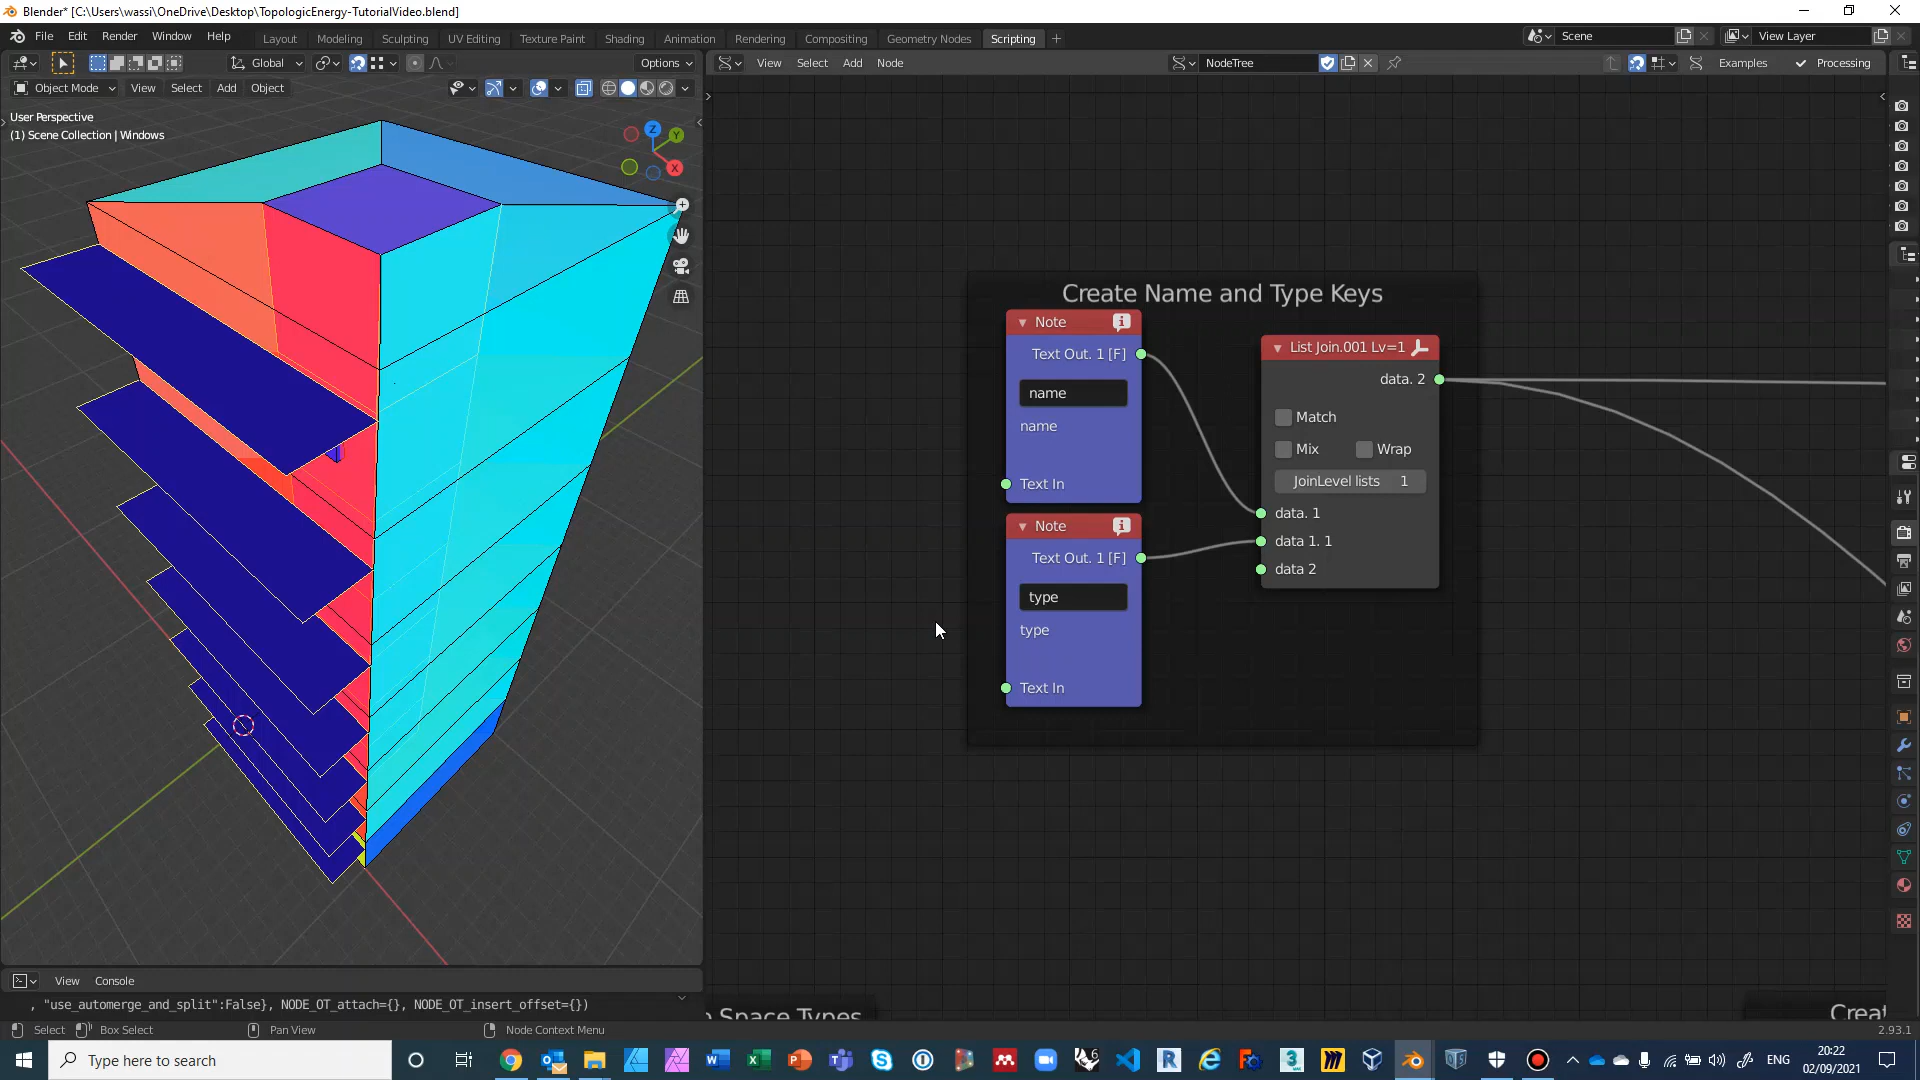 Blender* [C:\Users\wassi\OneDrive\Desktop\TopologicEnergy-TutorialVideo.blend]
File Edit Render Window Help
Layout Modeling Sculpting UV Editing Texture Paint Shading Animation Rendering Compositing Geometry Nodes Scripting +
Scene
View Layer
Global
Options
View Select Add Node
NodeTree
Examples
Processing
Object Mode View Select Add Object
User Perspective
(1) Scene Collection | Windows
Z
Y
X
Create Name and Type Keys
Note
Text Out. 1 [F]
name
name
Text In
Note
Text Out. 1 [F]
type
type
Text In
List Join.001 Lv=1
data. 2
Match
Mix
Wrap
JoinLevel lists 1
data. 1
data 1. 1
data 2
View Console
, "use_automerge_and_split":False}, NODE_OT_attach={}, NODE_OT_insert_offset={})
Space Types
Creat
Select
Box Select
Pan View
Node Context Menu
2.93.1
Type here to search
ENG
20:22
02/09/2021